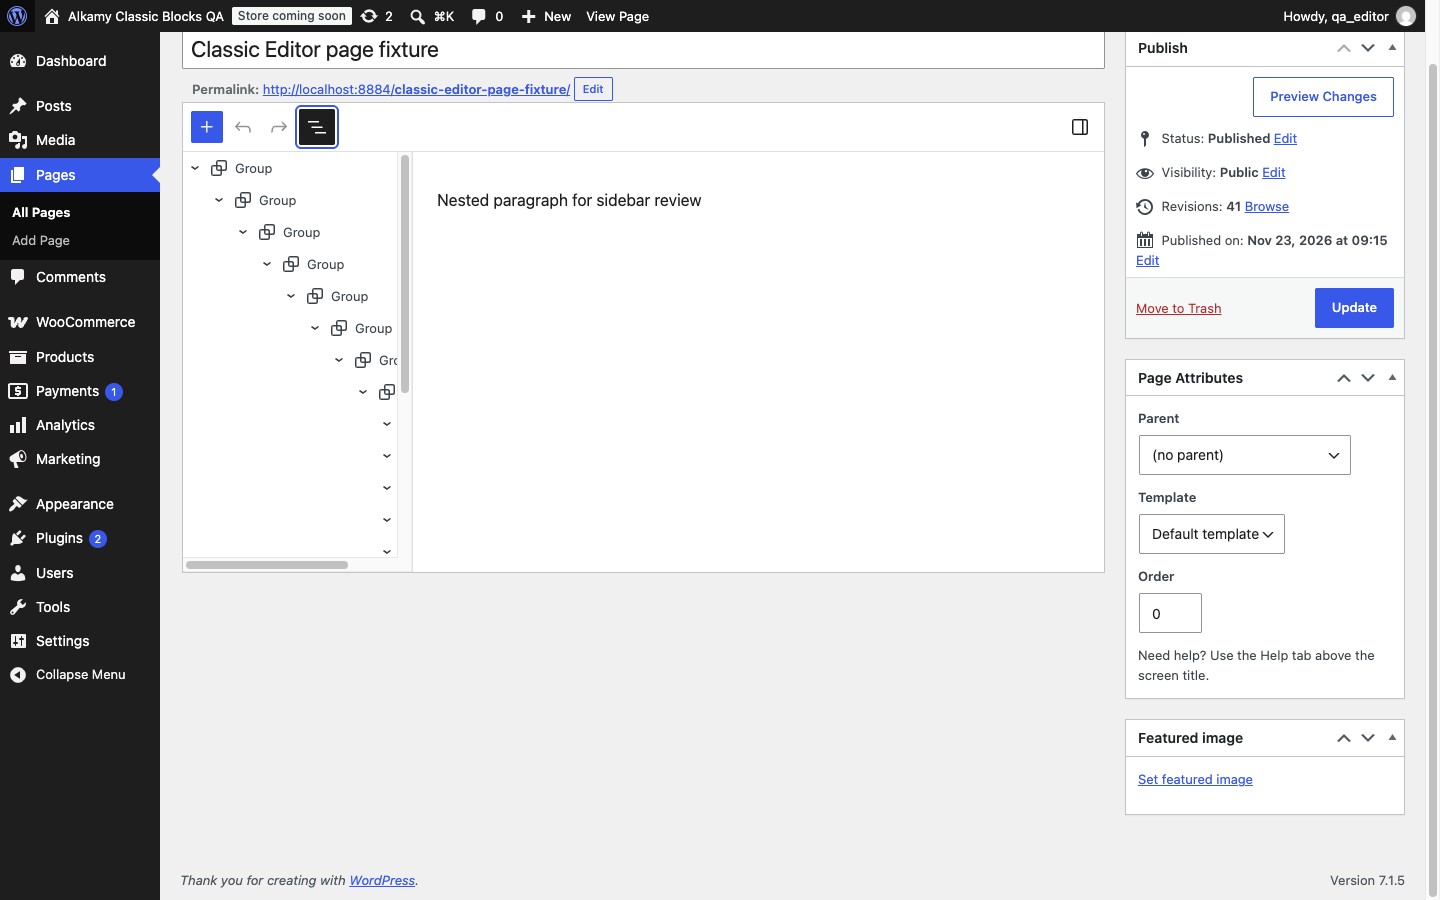 Alkamy Classic Blocks QA
Store coming soon
2
⌘K
0
New
View Page
Howdy, qa_editor
Dashboard
Posts
Media
Pages
All Pages
Add Page
Comments
WooCommerce
Products
Payments 1
Analytics
Marketing
Appearance
Plugins 2
Users
Tools
Settings
Collapse Menu
Classic Editor page fixture
Permalink: http://localhost:8884/classic-editor-page-fixture/ Edit
Group
Group
Group
Group
Group
Group
Gro
Nested paragraph for sidebar review
Publish
Preview Changes
Status: Published Edit
Visibility: Public Edit
Revisions: 41 Browse
Published on: Nov 23, 2026 at 09:15
Edit
Move to Trash
Update
Page Attributes
Parent
(no parent)
Template
Default template
Order
0
Need help? Use the Help tab above the
screen title.
Featured image
Set featured image
Thank you for creating with WordPress.
Version 7.1.5